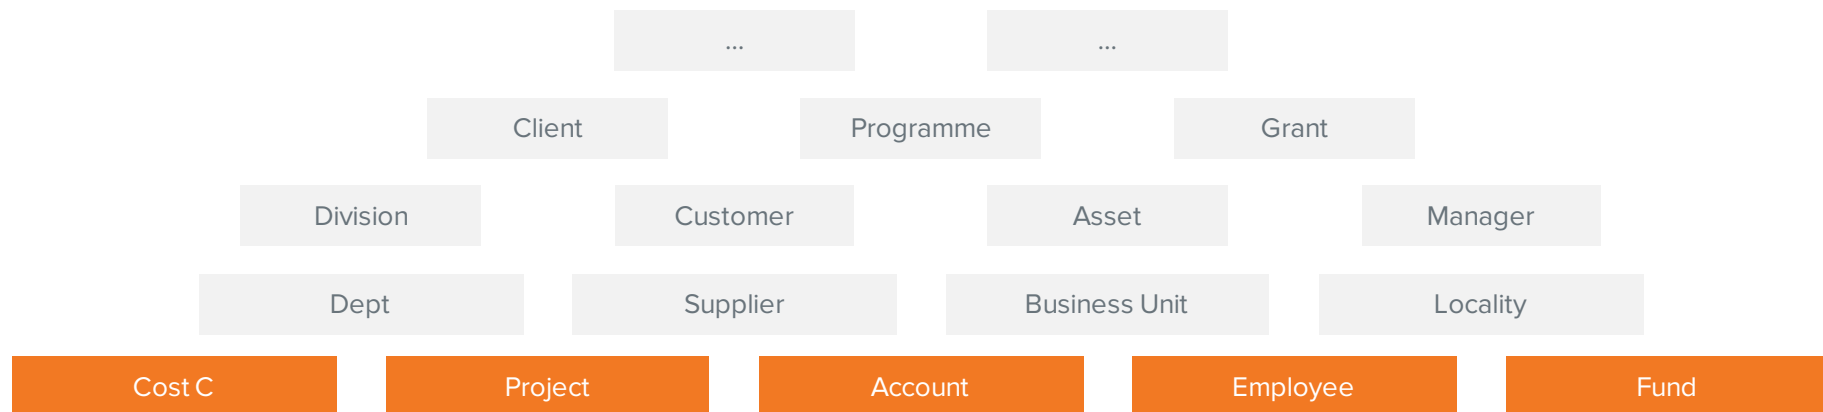 ... ...
Client Programme Grant
Division Customer Asset Manager
Dept Supplier Business Unit Locality
Cost C Project Account Employee Fund